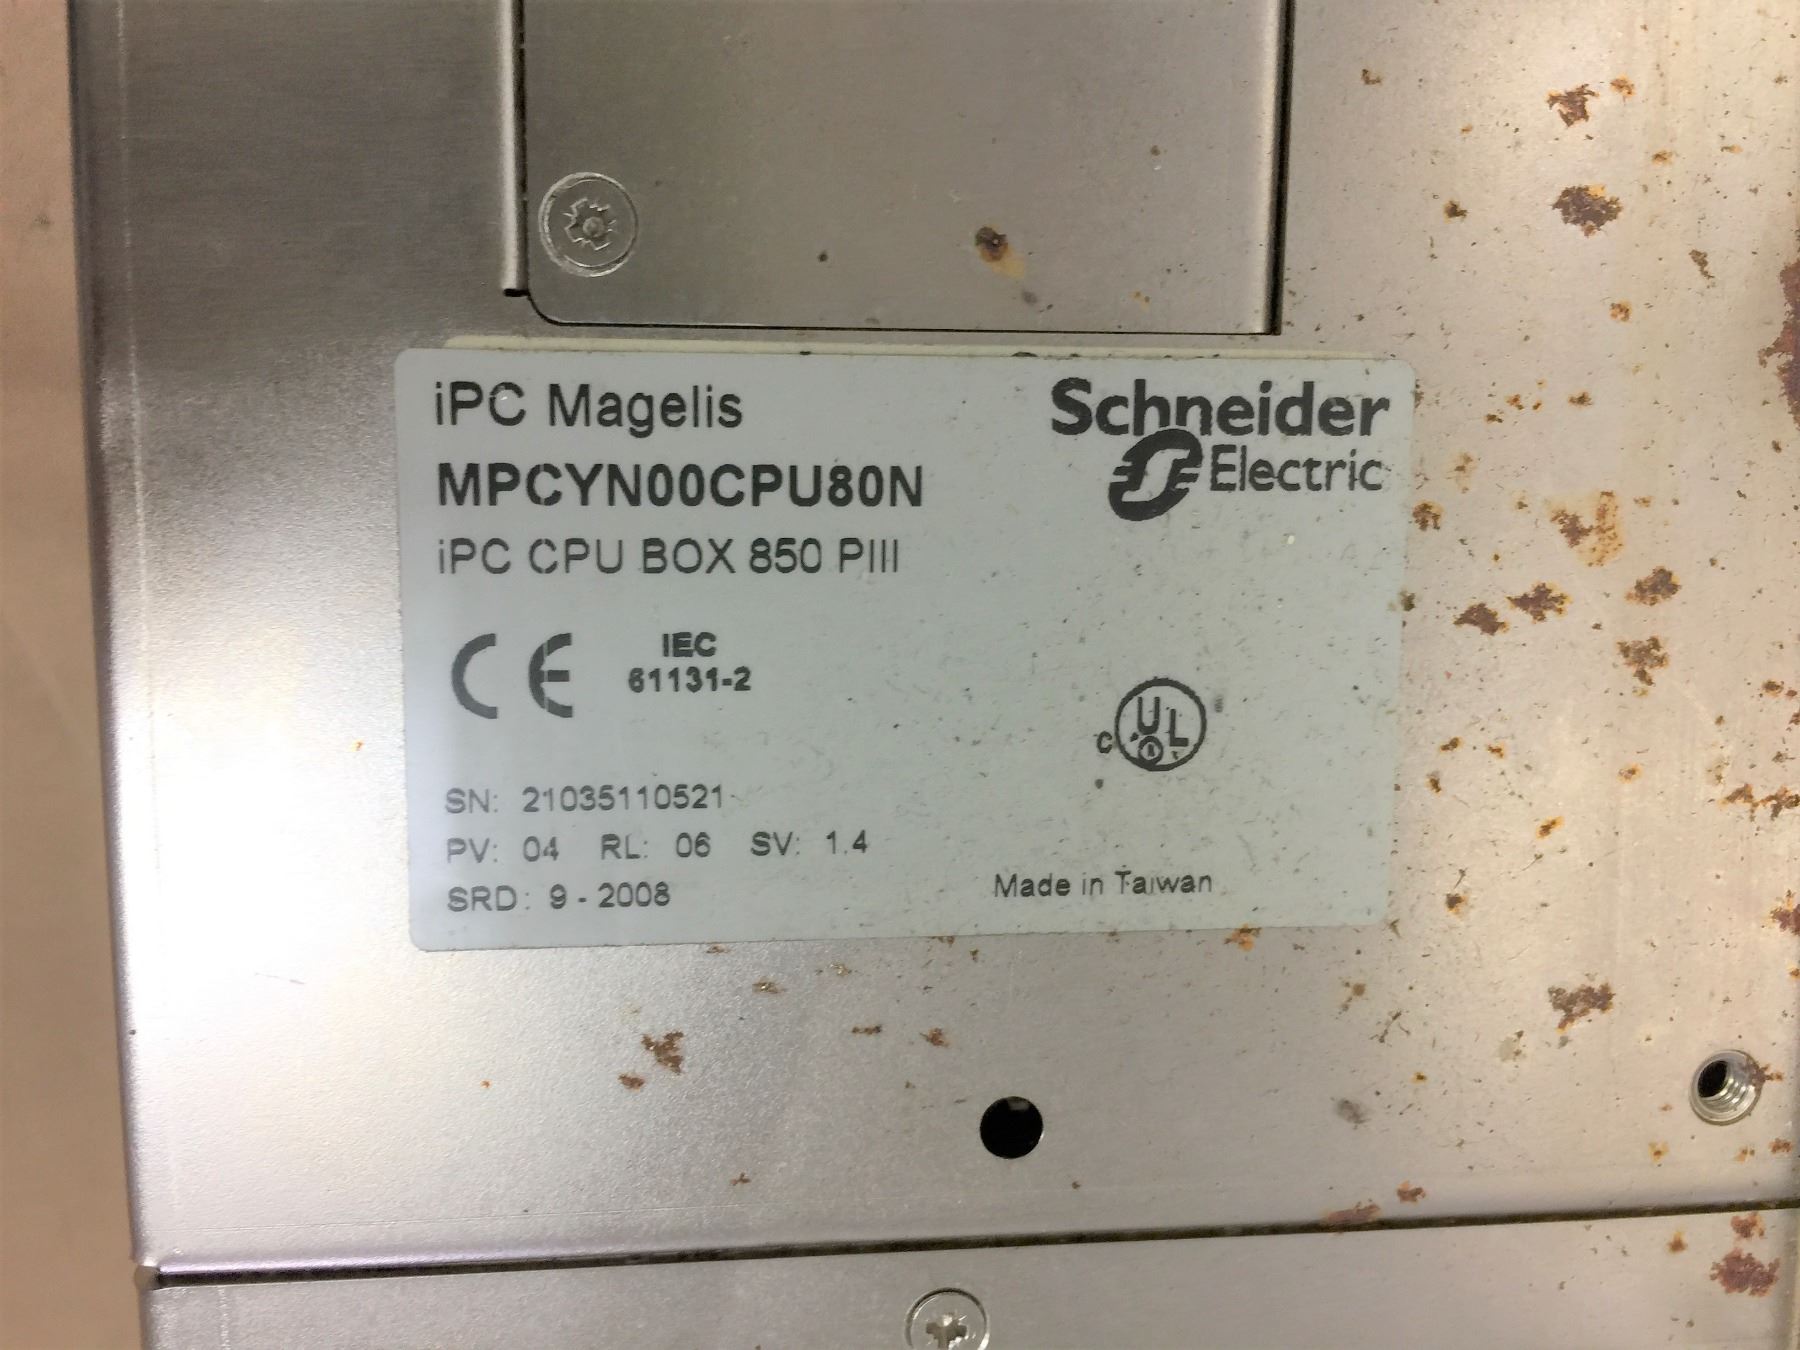 iPC Magelis
Schneider
Electric
MPCYN00CPU80N
iPC CPU BOX 850 PIII
CE
IEC
61131-2
c UL
SN: 21035110521
PV: 04 RL: 06 SV: 1.4
SRD: 9 - 2008
Made in Taiwan